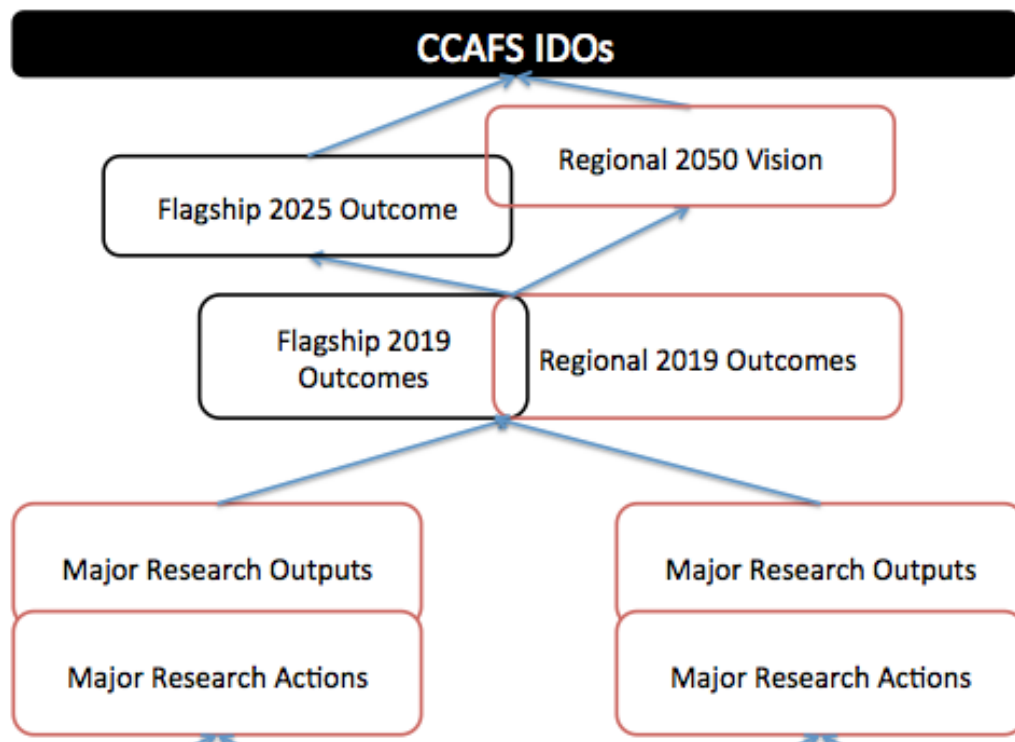 CCAFS IDOs
Regional 2050 Vision
Flagship 2025 Outcome
Flagship 2019
Outcomes
Regional 2019 Outcomes
Major Research Outputs
Major Research Outputs
Major Research Actions
Major Research Actions